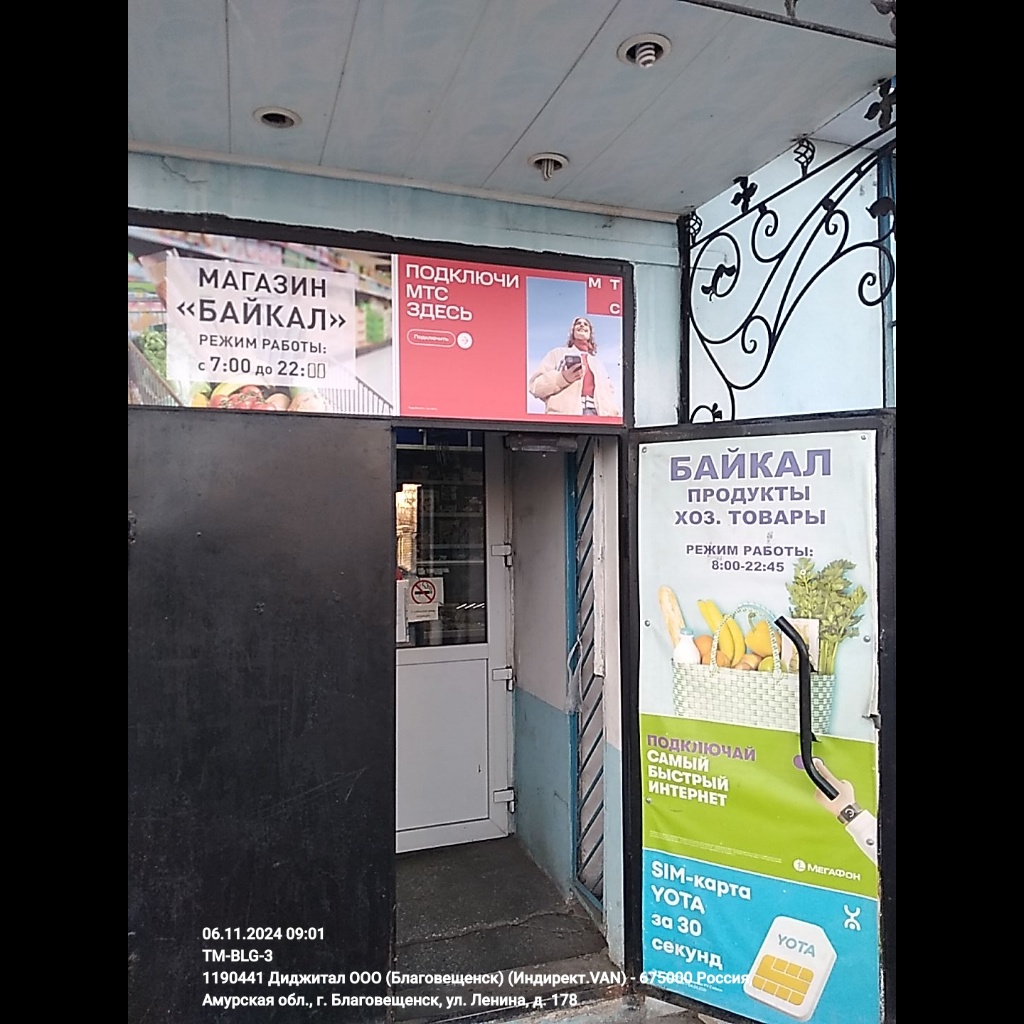 МАГАЗИН
«БАЙКАЛ»
РЕЖИМ РАБОТЫ:
с 7:00 до 22:▯▯
ПОДКЛЮЧИ
МТС
ЗДЕСЬ
Подключить
М Т
С
БАЙКАЛ
ПРОДУКТЫ
ХОЗ. ТОВАРЫ
РЕЖИМ РАБОТЫ:
8:00-22:45
ПОДКЛЮЧАЙ
САМЫЙ
БЫСТРЫЙ
ИНТЕРНЕТ
МЕГАФОН
SIM-карта
YOTA
за 30
секунд
YOTA
06.11.2024 09:01
TM-BLG-3
1190441 Диджитал ООО (Благовещенск) (Индирект.VAN) - 675000 Россия
Амурская обл., г. Благовещенск, ул. Ленина, д. 178